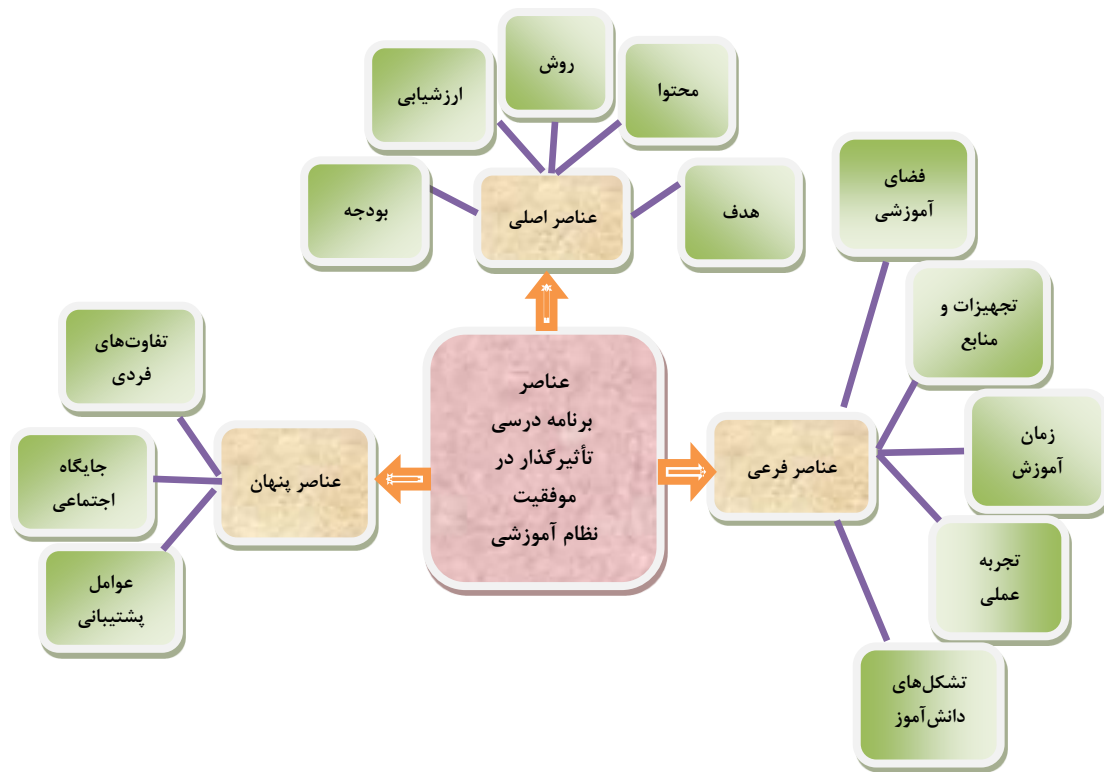 روش
محتوا
ارزشیابی
بودجه
عناصر اصلی
هدف
فضای
آموزشی
تجهیزات و
منابع
زمان
آموزش
تجربه
عملی
تشکل‌های
دانش‌آموز
عناصر فرعی
عناصر
برنامه درسی
تأثیرگذار در
موفقیت
نظام آموزشی
عناصر پنهان
تفاوت‌های
فردی
جایگاه
اجتماعی
عوامل
پشتیبانی